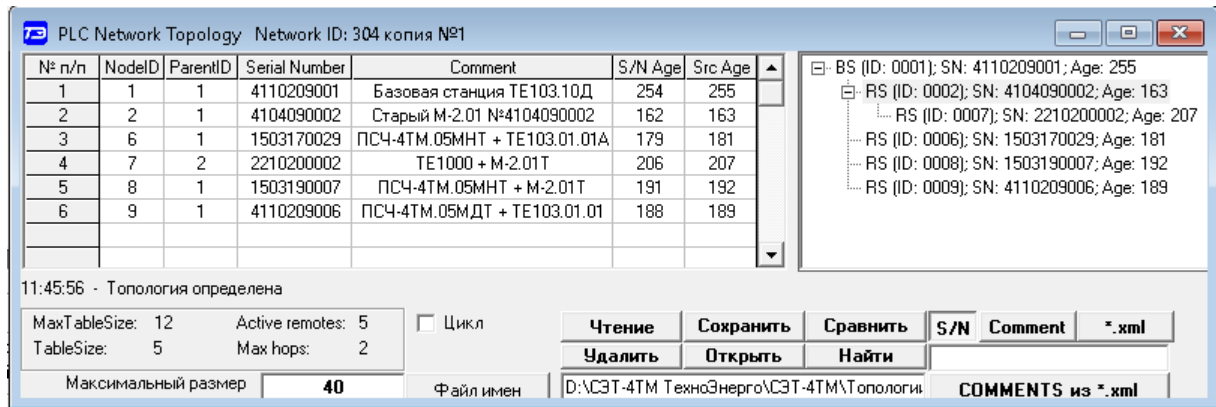 TЭ PLC Network Topology Network ID: 304 копия №1
№ п/п NodeID ParentID Serial Number Comment S/N Age Src Age
1 1 1 4110209001 Базовая станция ТЕ103.10Д 254 255
2 2 1 4104090002 Старый М-2.01 №4104090002 162 163
3 6 1 1503170029 ПСЧ-4ТМ.05МНТ + ТЕ103.01.01А 179 181
4 7 2 2210200002 ТЕ1000 + М-2.01Т 206 207
5 8 1 1503190007 ПСЧ-4ТМ.05МНТ + М-2.01Т 191 192
6 9 1 4110209006 ПСЧ-4ТМ.05МДТ + ТЕ103.01.01 188 189
BS (ID: 0001); SN: 4110209001; Age: 255
RS (ID: 0002); SN: 4104090002; Age: 163
RS (ID: 0007); SN: 2210200002; Age: 207
RS (ID: 0006); SN: 1503170029; Age: 181
RS (ID: 0008); SN: 1503190007; Age: 192
RS (ID: 0009); SN: 4110209006; Age: 189
11:45:56 - Топология определена
MaxTableSize: 12 Active remotes: 5 Цикл Чтение Сохранить Сравнить S/N Comment *.xml
TableSize: 5 Max hops: 2 Удалить Открыть Найти
Максимальный размер 40 Файл имен D:\СЭТ-4ТМ ТехноЭнерго\СЭТ-4ТМ\Топологии COMMENTS из *.xml